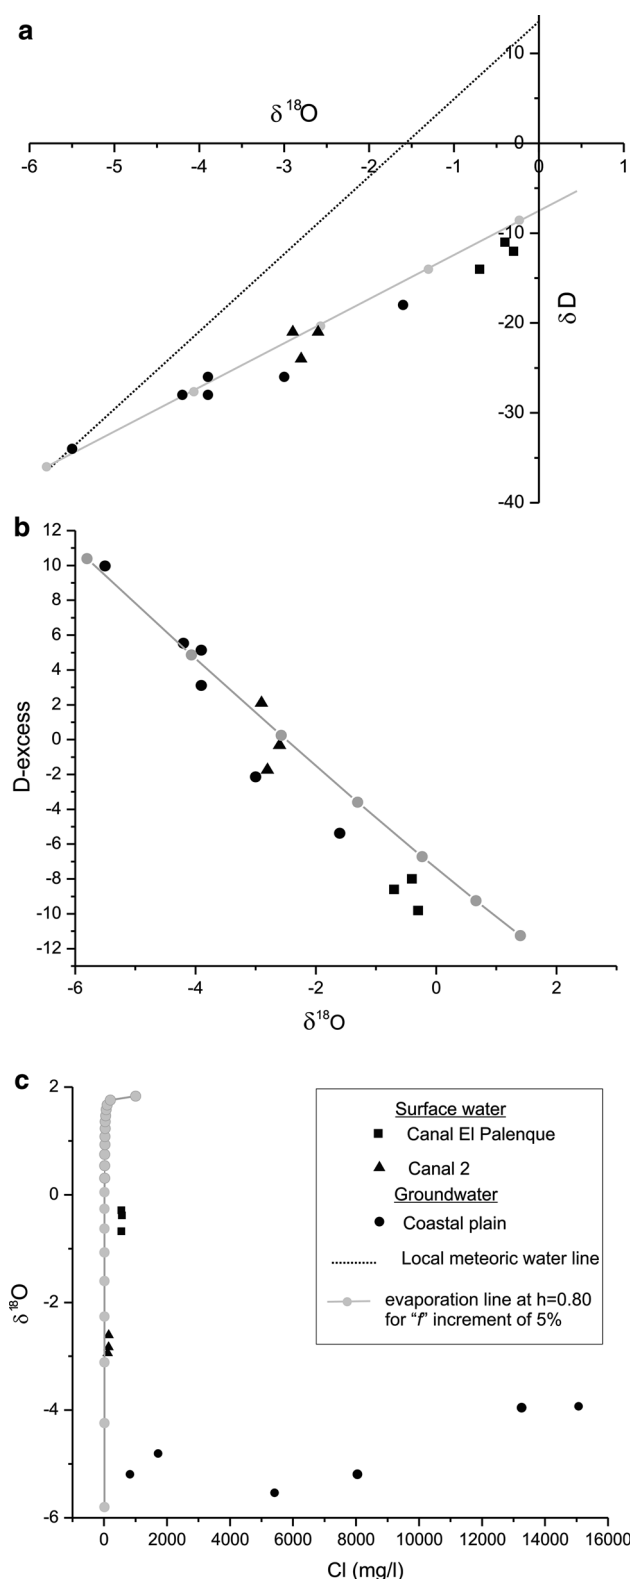 a
10
δ ¹⁸O
0
-6 -5 -4 -3 -2 -1 0 1
-10
δ D
-20
-30
-40
b
12
10
8
6
4
2
0
-2
-4
-6
-8
-10
-12
D-excess
-6 -4 -2 0 2
δ¹⁸O
c
2
0
-2
-4
-6
δ¹⁸O
Surface water
Canal El Palenque
Canal 2
Groundwater
Coastal plain
Local meteoric water line
evaporation line at h=0.80
for “f” increment of 5%
0 2000 4000 6000 8000 10000 12000 14000 16000
Cl (mg/l)